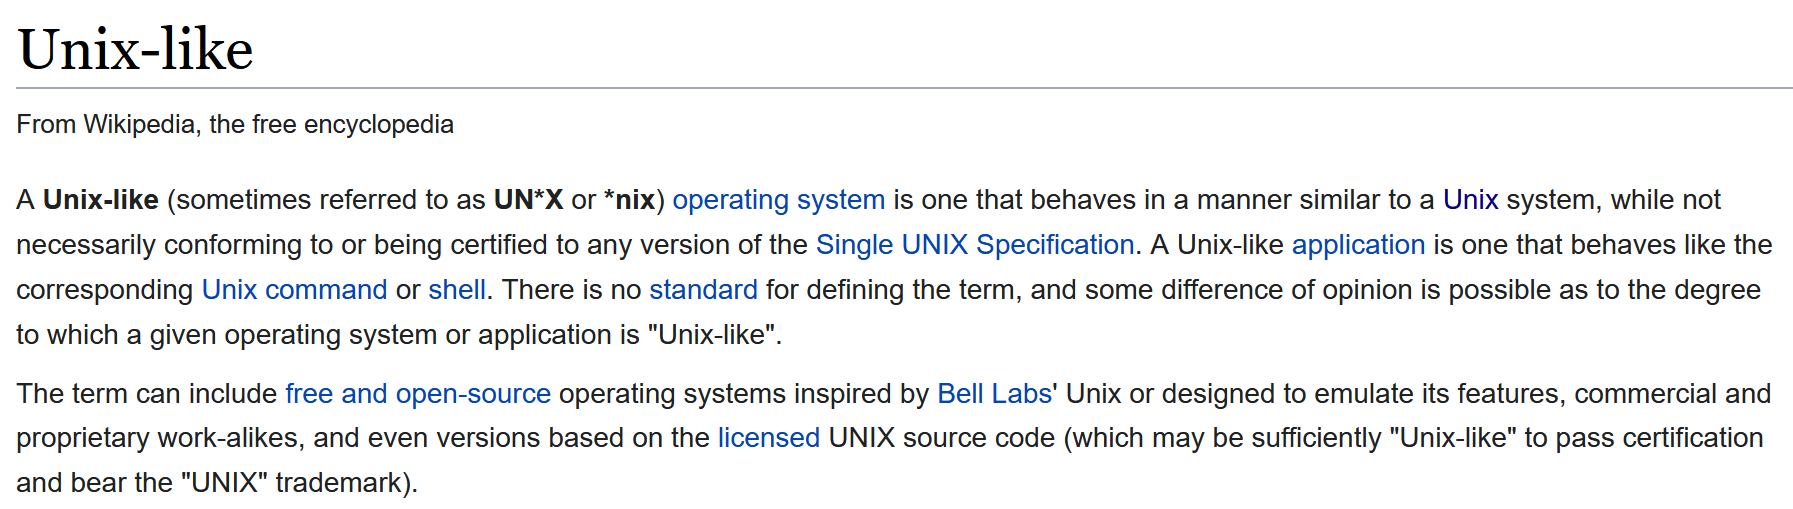 Unix-like
From Wikipedia, the free encyclopedia
A Unix-like (sometimes referred to as UN*X or *nix) operating system is one that behaves in a manner similar to a Unix system, while not
necessarily conforming to or being certified to any version of the Single UNIX Specification. A Unix-like application is one that behaves like the
corresponding Unix command or shell. There is no standard for defining the term, and some difference of opinion is possible as to the degree
to which a given operating system or application is "Unix-like".
The term can include free and open-source operating systems inspired by Bell Labs' Unix or designed to emulate its features, commercial and
proprietary work-alikes, and even versions based on the licensed UNIX source code (which may be sufficiently "Unix-like" to pass certification
and bear the "UNIX" trademark).